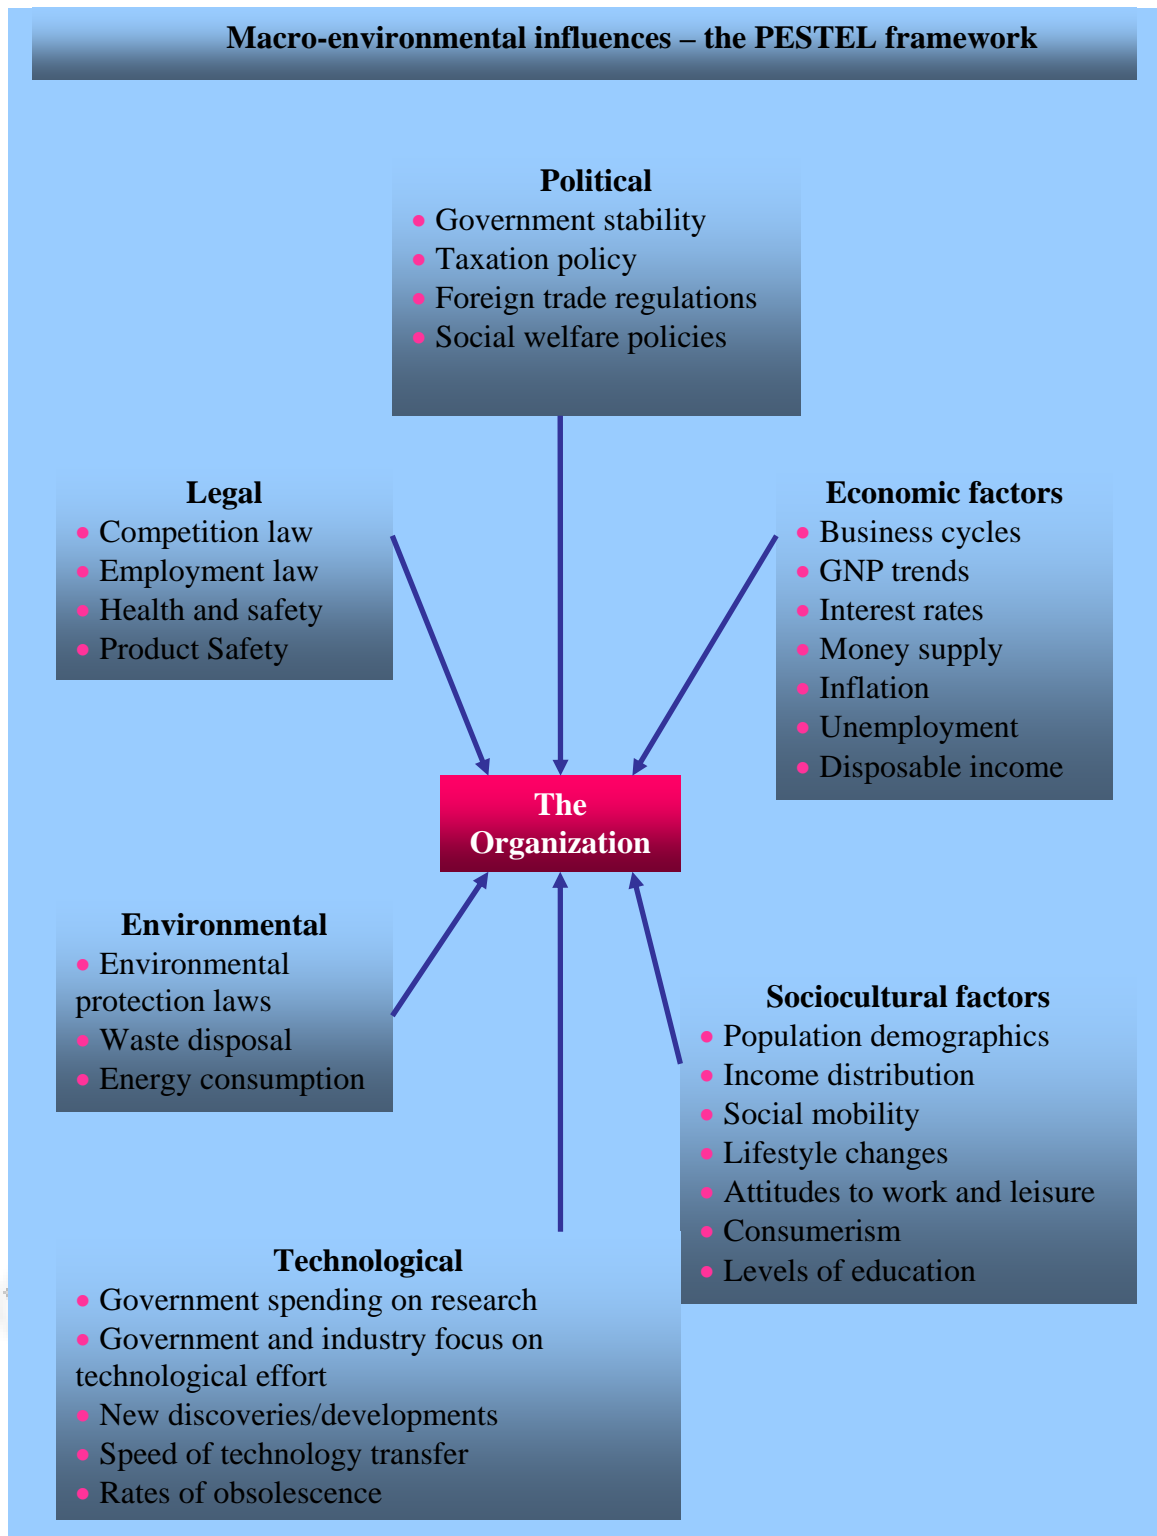 Macro-environmental influences – the PESTEL framework
Political
• Government stability
• Taxation policy
• Foreign trade regulations
• Social welfare policies
Legal
• Competition law
• Employment law
• Health and safety
• Product Safety
Economic factors
• Business cycles
• GNP trends
• Interest rates
• Money supply
• Inflation
• Unemployment
• Disposable income
The
Organization
Environmental
• Environmental
protection laws
• Waste disposal
• Energy consumption
Sociocultural factors
• Population demographics
• Income distribution
• Social mobility
• Lifestyle changes
• Attitudes to work and leisure
• Consumerism
• Levels of education
Technological
• Government spending on research
• Government and industry focus on
technological effort
• New discoveries/developments
• Speed of technology transfer
• Rates of obsolescence